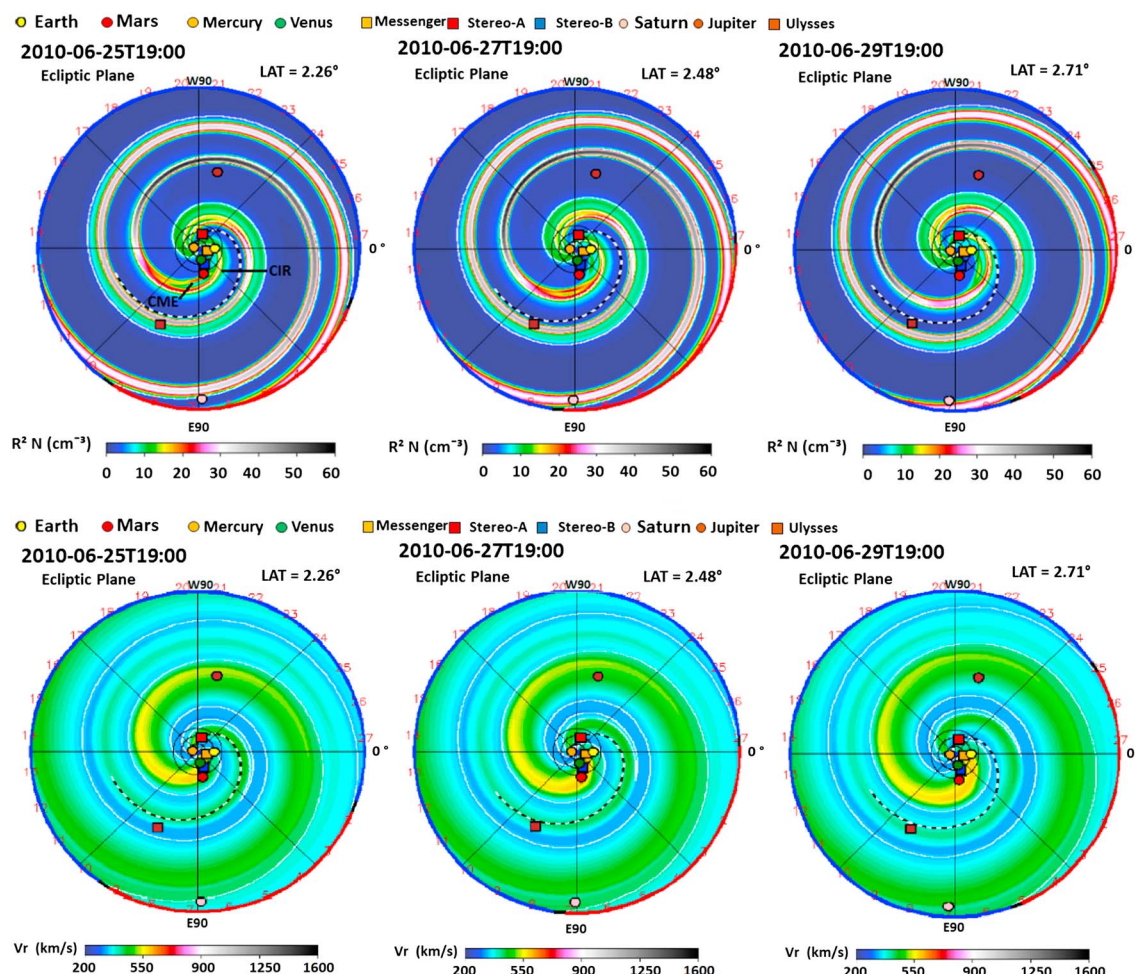 Earth Mars Mercury Venus Messenger Stereo-A Stereo-B Saturn Jupiter Ulysses
2010-06-25T19:00 2010-06-27T19:00 2010-06-29T19:00
Ecliptic Plane LAT = 2.26° Ecliptic Plane LAT = 2.48° Ecliptic Plane LAT = 2.71°
W90 W90 W90
0° 0° 0°
CIR
CME
E90 E90 E90
R² N (cm⁻³) R² N (cm⁻³) R² N (cm⁻³)
0 10 20 30 40 50 60 0 10 20 30 40 50 60 0 10 20 30 40 50 60
Earth Mars Mercury Venus Messenger Stereo-A Stereo-B Saturn Jupiter Ulysses
2010-06-25T19:00 2010-06-27T19:00 2010-06-29T19:00
Ecliptic Plane LAT = 2.26° Ecliptic Plane LAT = 2.48° Ecliptic Plane LAT = 2.71°
W90 W90 W90
0° 0° 0
E90 E90 E90
Vr (km/s) Vr (km/s) Vr (km/s)
200 550 900 1250 1600 200 550 900 1250 1600 200 550 900 1250 1600